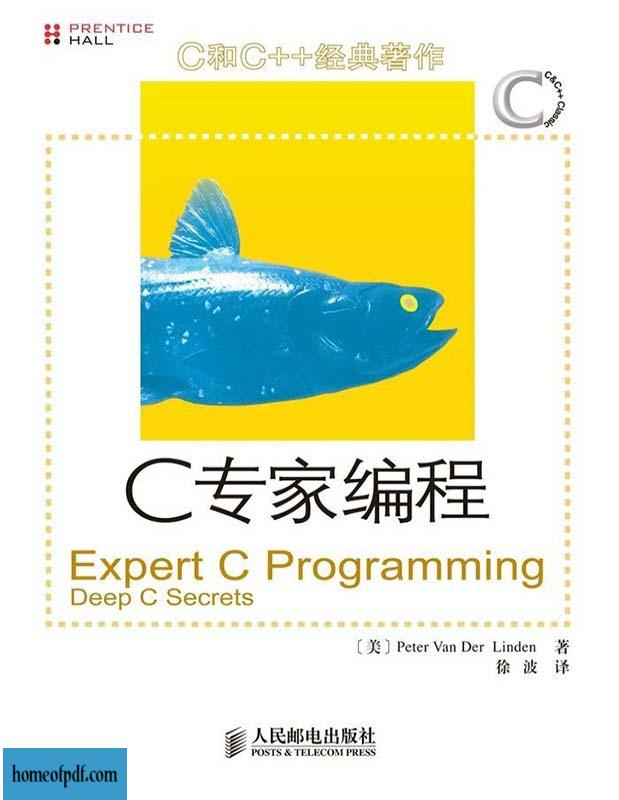 PRENTICE
HALL
C和C++经典著作
C
C&C++ Classic
C专家编程
Expert C Programming
Deep C Secrets
〔美〕Peter Van Der Linden 著
徐波 译
人民邮电出版社
POSTS & TELECOM PRESS
homeofpdf.com